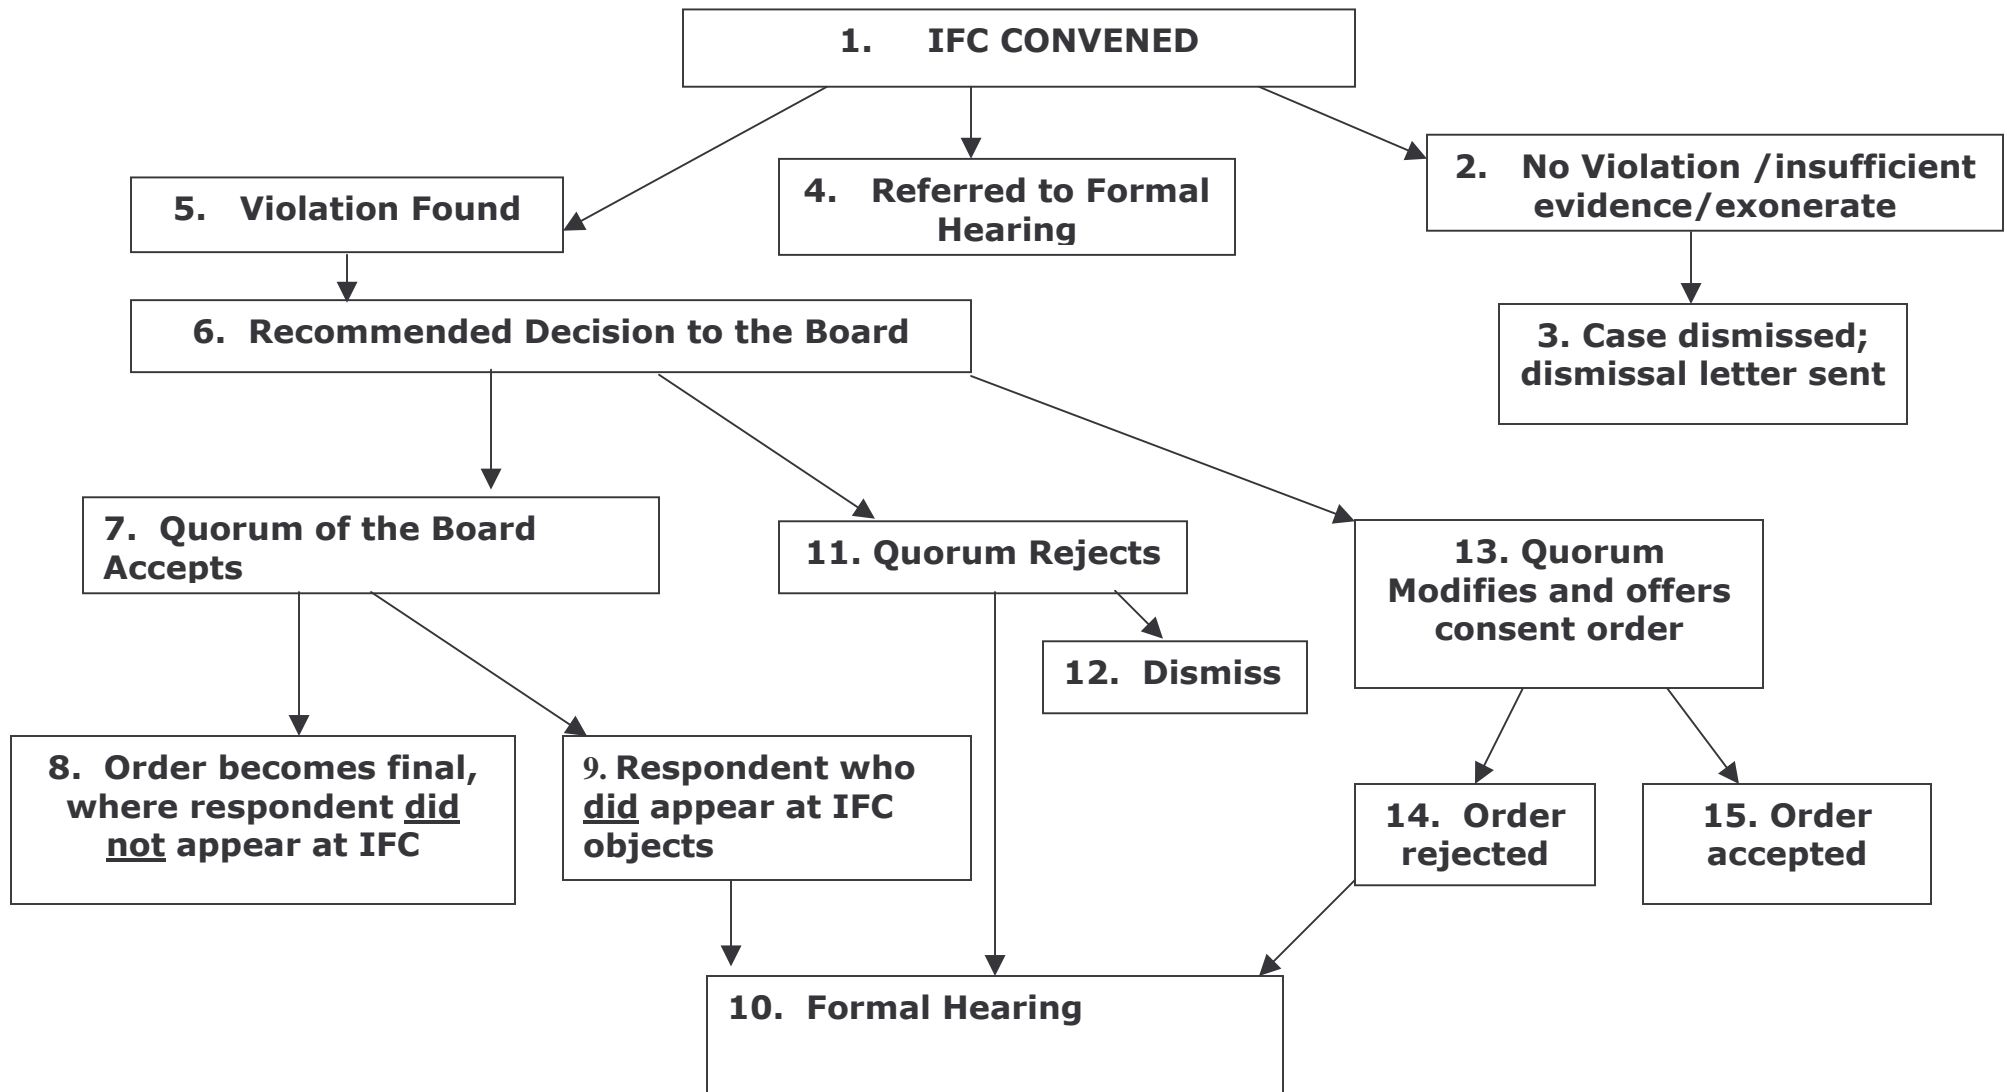 1. IFC CONVENED
2. No Violation /insufficient
evidence/exonerate
3. Case dismissed;
dismissal letter sent
4. Referred to Formal
Hearing
5. Violation Found
6. Recommended Decision to the Board
7. Quorum of the Board
Accepts
8. Order becomes final,
where respondent did
not appear at IFC
9. Respondent who
did appear at IFC
objects
10. Formal Hearing
11. Quorum Rejects
12. Dismiss
13. Quorum
Modifies and offers
consent order
14. Order
rejected
15. Order
accepted